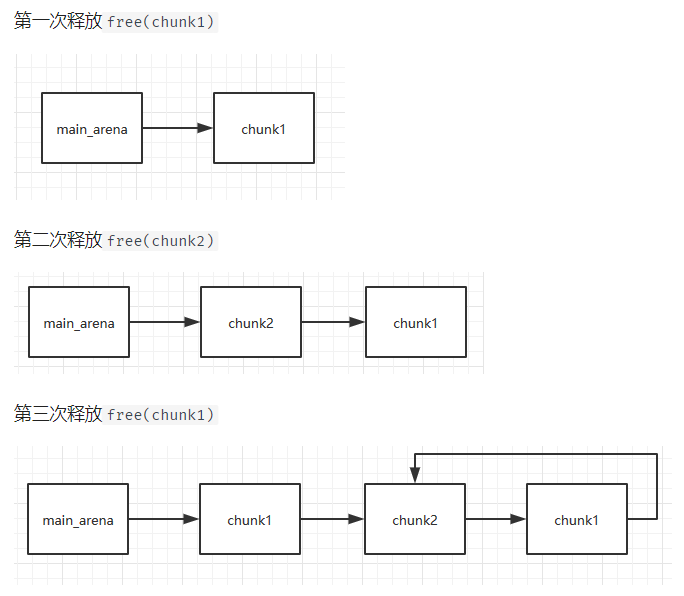 第一次释放 free(chunk1)
main_arena chunk1
第二次释放 free(chunk2)
main_arena chunk2 chunk1
第三次释放 free(chunk1)
main_arena chunk1 chunk2 chunk1